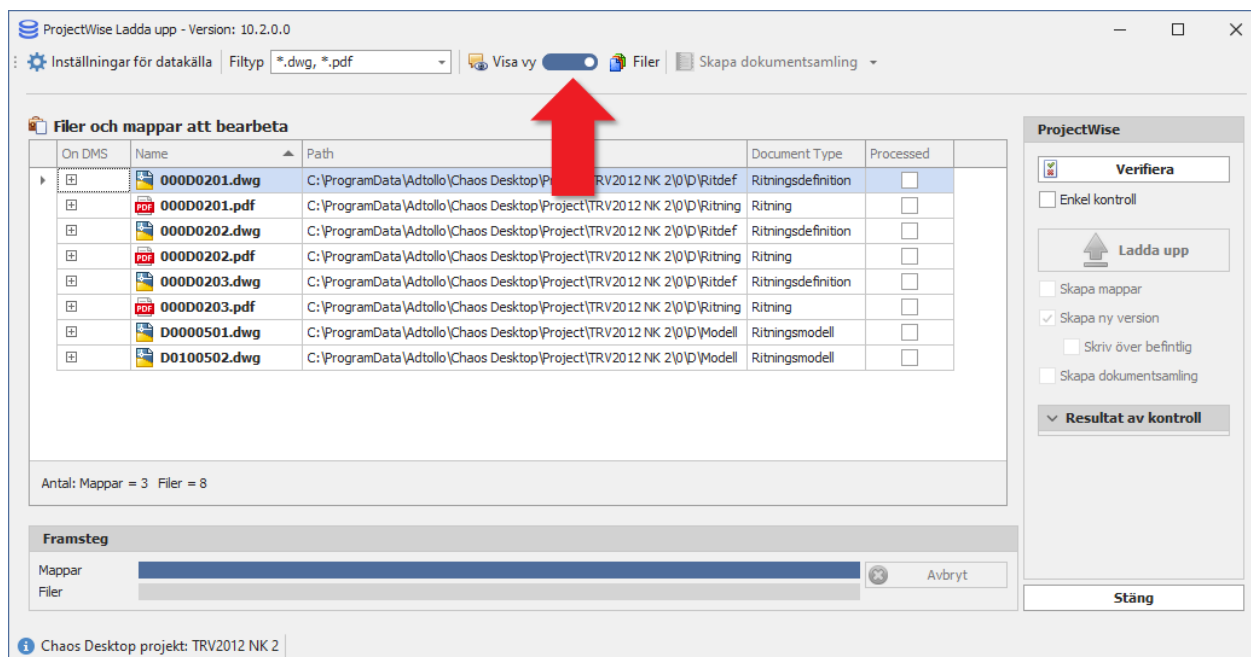 ProjectWise Ladda upp - Version: 10.2.0.0
Inställningar för datakälla Filtyp *.dwg, *.pdf Visa vy Filer Skapa dokumentsamling
Filer och mappar att bearbeta
On DMS Name Path Document Type Processed
000D0201.dwg C:\ProgramData\Adtollo\Chaos Desktop\P TRV2012 NK 2\0\D\Ritdef Ritningsdefinition
PDF 000D0201.pdf C:\ProgramData\Adtollo\Chaos Desktop\Project\TRV2012 NK 2\0\D\Ritning Ritning
000D0202.dwg C:\ProgramData\Adtollo\Chaos Desktop\Project\TRV2012 NK 2\0\D\Ritdef Ritningsdefinition
PDF 000D0202.pdf C:\ProgramData\Adtollo\Chaos Desktop\Project\TRV2012 NK 2\0\D\Ritning Ritning
000D0203.dwg C:\ProgramData\Adtollo\Chaos Desktop\Project\TRV2012 NK 2\0\D\Ritdef Ritningsdefinition
PDF 000D0203.pdf C:\ProgramData\Adtollo\Chaos Desktop\Project\TRV2012 NK 2\0\D\Ritning Ritning
D0000501.dwg C:\ProgramData\Adtollo\Chaos Desktop\Project\TRV2012 NK 2\0\D\Modell Ritningsmodell
D0100502.dwg C:\ProgramData\Adtollo\Chaos Desktop\Project\TRV2012 NK 2\0\D\Modell Ritningsmodell
Antal: Mappar = 3 Filer = 8
ProjectWise
Verifiera
Enkel kontroll
Ladda upp
Skapa mappar
Skapa ny version
Skriv över befintlig
Skapa dokumentsamling
Resultat av kontroll
Framsteg
Mappar
Filer
Avbryt
Stäng
Chaos Desktop projekt: TRV2012 NK 2